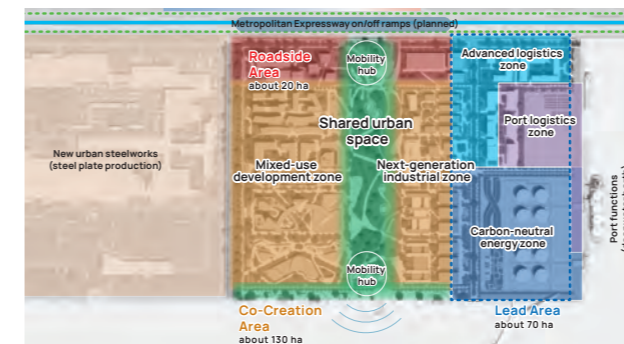 Metropolitan Expressway on/off ramps (planned)
Roadside
Area
about 20 ha
Mobility
hub
Advanced logistics
zone
Shared urban
space
Port logistics
zone
New urban steelworks
(steel plate production)
Mixed-use
development zone
Next-generation
industrial zone
Port functions
Carbon-neutral
energy zone
Mobility
hub
Co-Creation
Area
about 130 ha
Lead Area
about 70 ha